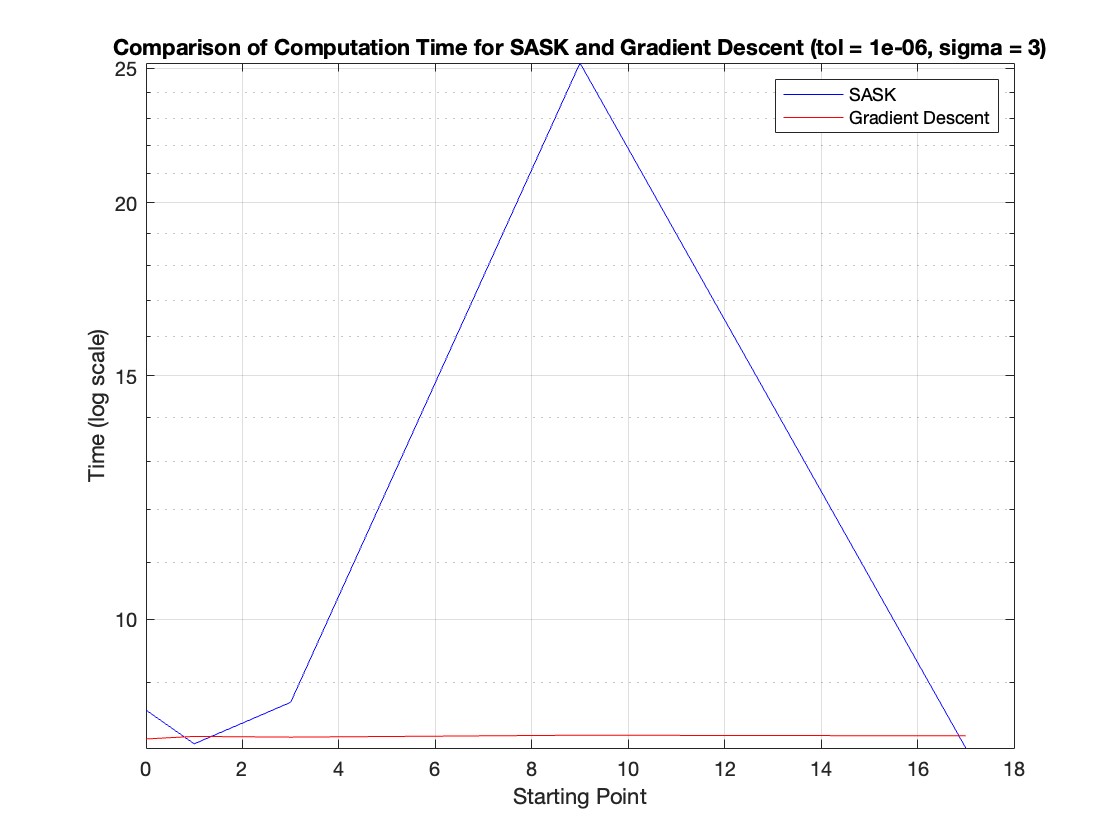 Comparison of Computation Time for SASK and Gradient Descent (tol = 1e-06, sigma = 3)
SASK
Gradient Descent
25
20
15
10
Time (log scale)
0 2 4 6 8 10 12 14 16 18
Starting Point